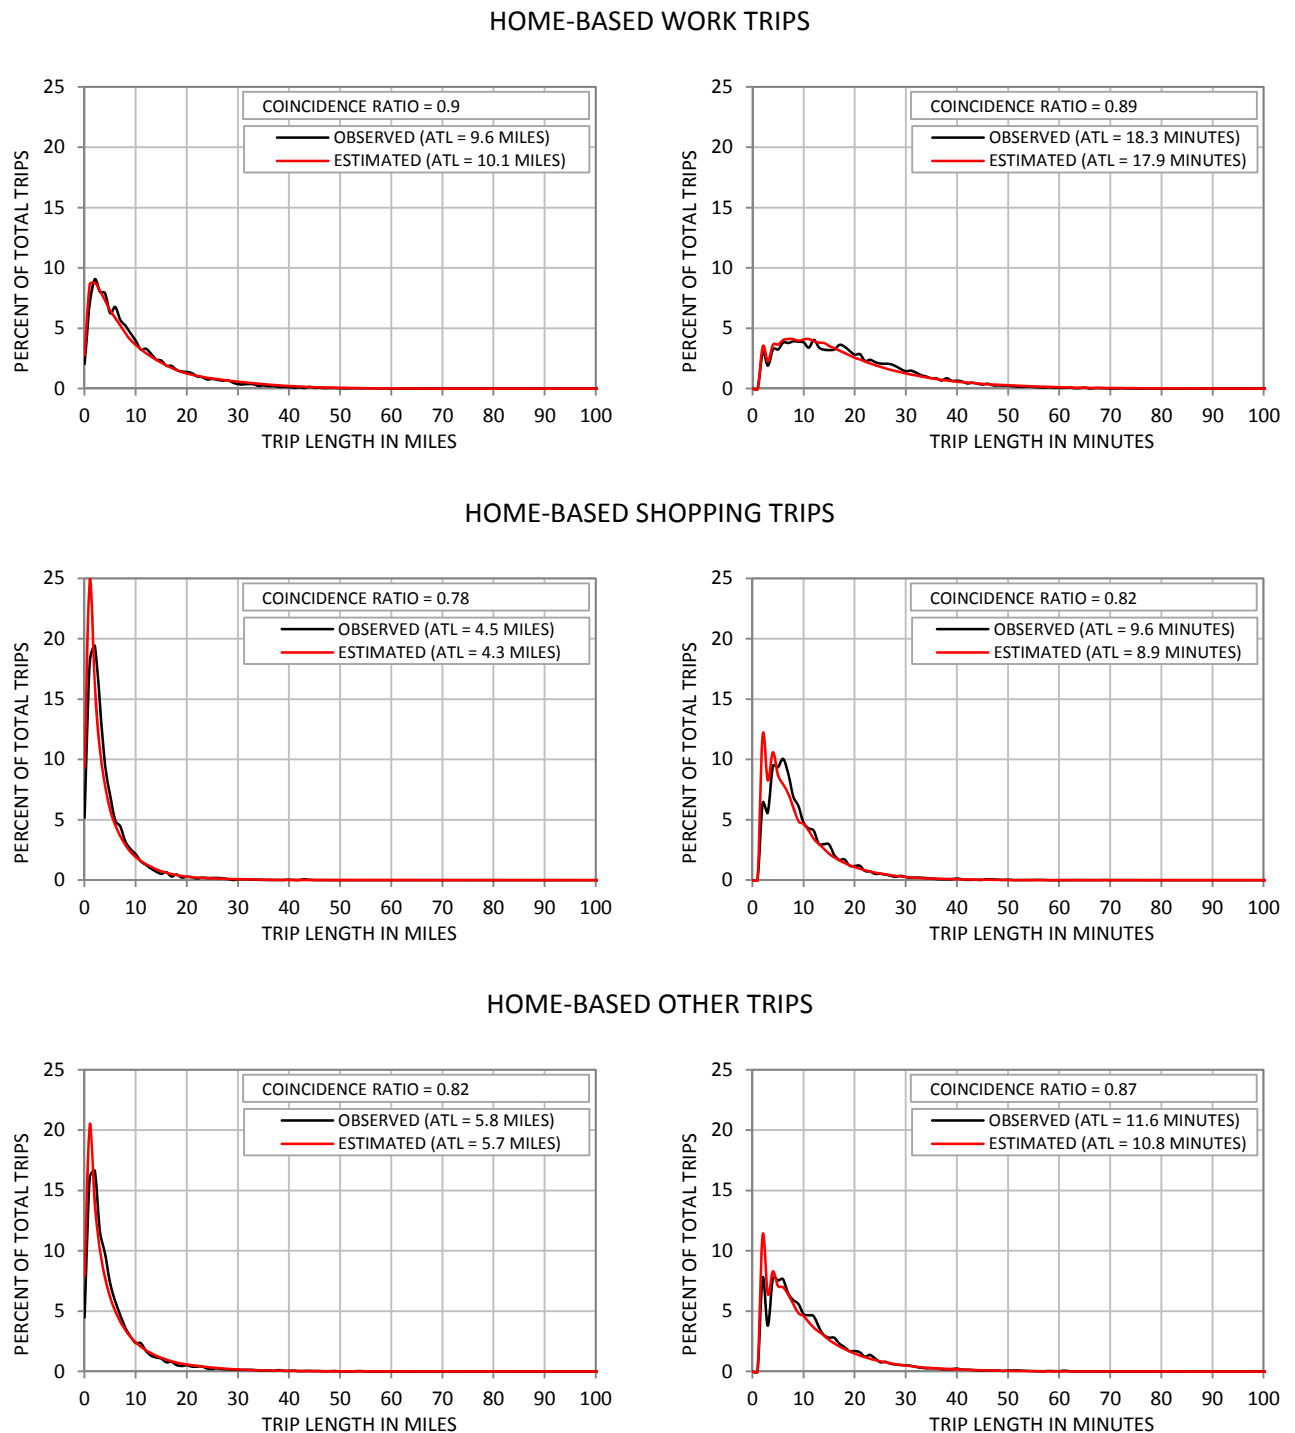 HOME-BASED WORK TRIPS
PERCENT OF TOTAL TRIPS
25
20
15
10
5
0
COINCIDENCE RATIO = 0.9
OBSERVED (ATL = 9.6 MILES)
ESTIMATED (ATL = 10.1 MILES)
0 10 20 30 40 50 60 70 80 90 100
TRIP LENGTH IN MILES
PERCENT OF TOTAL TRIPS
25
20
15
10
5
0
COINCIDENCE RATIO = 0.89
OBSERVED (ATL = 18.3 MINUTES)
ESTIMATED (ATL = 17.9 MINUTES)
0 10 20 30 40 50 60 70 80 90 100
TRIP LENGTH IN MINUTES
HOME-BASED SHOPPING TRIPS
PERCENT OF TOTAL TRIPS
25
20
15
10
5
0
COINCIDENCE RATIO = 0.78
OBSERVED (ATL = 4.5 MILES)
ESTIMATED (ATL = 4.3 MILES)
0 10 20 30 40 50 60 70 80 90 100
TRIP LENGTH IN MILES
PERCENT OF TOTAL TRIPS
25
20
15
10
5
0
COINCIDENCE RATIO = 0.82
OBSERVED (ATL = 9.6 MINUTES)
ESTIMATED (ATL = 8.9 MINUTES)
0 10 20 30 40 50 60 70 80 90 100
TRIP LENGTH IN MINUTES
HOME-BASED OTHER TRIPS
PERCENT OF TOTAL TRIPS
25
20
15
10
5
0
COINCIDENCE RATIO = 0.82
OBSERVED (ATL = 5.8 MILES)
ESTIMATED (ATL = 5.7 MILES)
0 10 20 30 40 50 60 70 80 90 100
TRIP LENGTH IN MILES
PERCENT OF TOTAL TRIPS
25
20
15
10
5
0
COINCIDENCE RATIO = 0.87
OBSERVED (ATL = 11.6 MINUTES)
ESTIMATED (ATL = 10.8 MINUTES)
0 10 20 30 40 50 60 70 80 90 100
TRIP LENGTH IN MINUTES